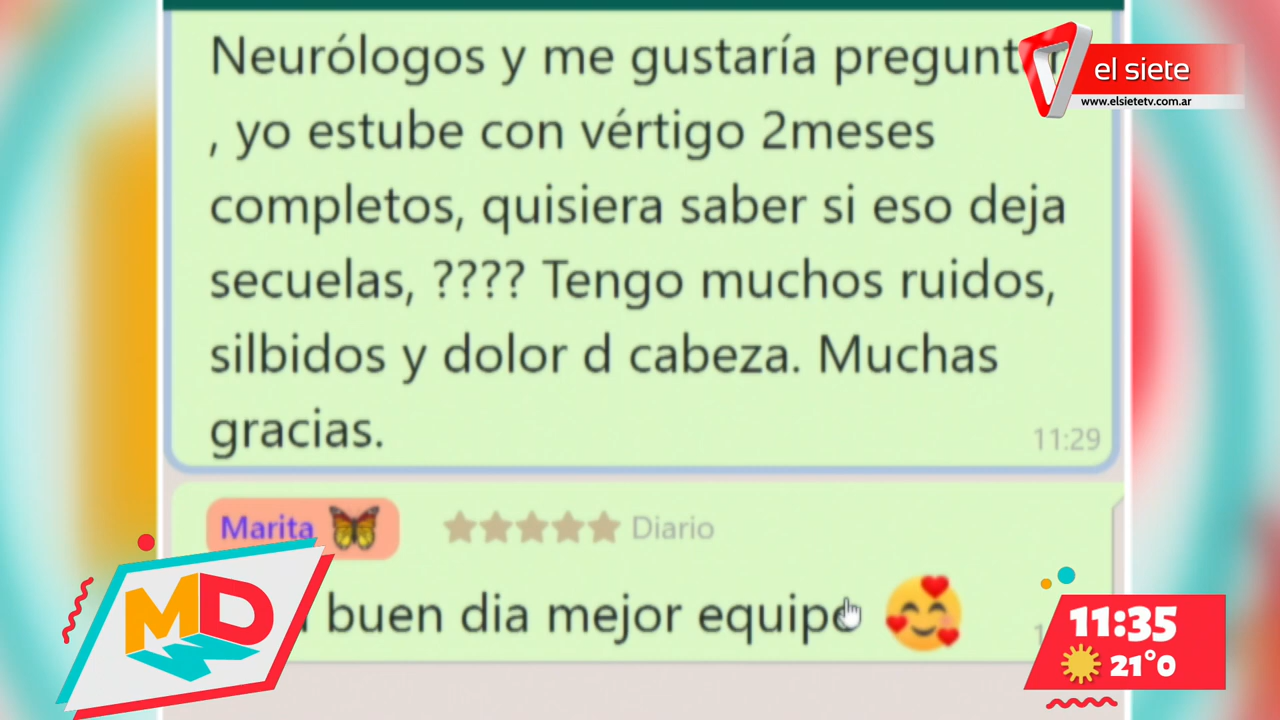 Neurólogos y me gustaría
, yo estube con vértigo 2meses
completos, quisiera saber si eso deja
secuelas, ???? Tengo muchos ruidos,
silbidos y dolor d cabeza. Muchas
gracias.
11:29
Marita
Diario
buen dia mejor equipo
el siete
www.elsietetv.com.ar
MD
11:35
21°0